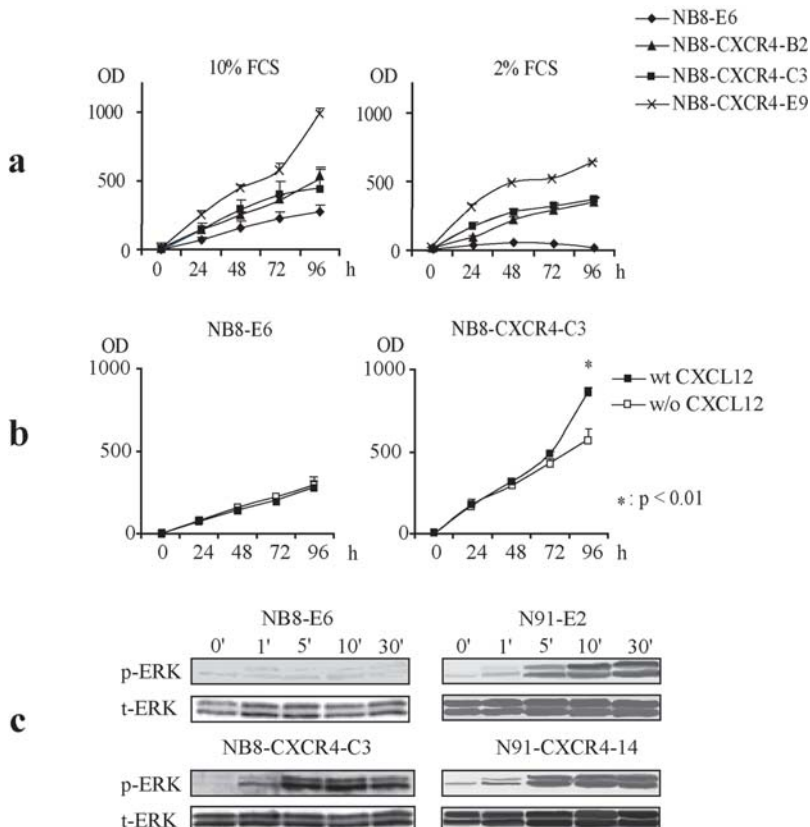 NB8-E6
NB8-CXCR4-B2
NB8-CXCR4-C3
NB8-CXCR4-E9
a
OD 10% FCS
1000
500
0
0 24 48 72 96 h
OD 2% FCS
1000
500
0
0 24 48 72 96 h
b
NB8-E6
OD
1000
500
0
0 24 48 72 96 h
NB8-CXCR4-C3
OD
1000
500
0
0 24 48 72 96 h
*
wt CXCL12
w/o CXCL12
*: p < 0.01
c
NB8-E6
0' 1' 5' 10' 30'
p-ERK
t-ERK
N91-E2
0' 1' 5' 10' 30'
NB8-CXCR4-C3
p-ERK
t-ERK
N91-CXCR4-14